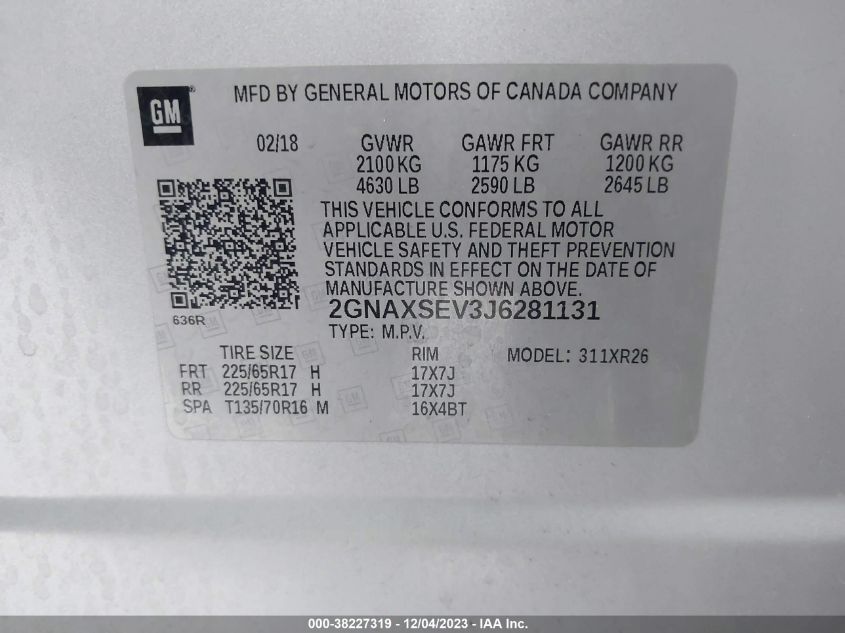 GM ®
MFD BY GENERAL MOTORS OF CANADA COMPANY
02/18 GVWR GAWR FRT GAWR RR
2100 KG 1175 KG 1200 KG
4630 LB 2590 LB 2645 LB
THIS VEHICLE CONFORMS TO ALL
APPLICABLE U.S. FEDERAL MOTOR
VEHICLE SAFETY AND THEFT PREVENTION
STANDARDS IN EFFECT ON THE DATE OF
MANUFACTURE SHOWN ABOVE.
636R
2GNAXSEV3J6281131
TYPE: M.P.V.
TIRE SIZE RIM MODEL: 311XR26
FRT 225/65R17 H 17X7J
RR 225/65R17 H 17X7J
SPA T135/70R16 M 16X4BT
000-38227319 - 12/04/2023 - IAA Inc.